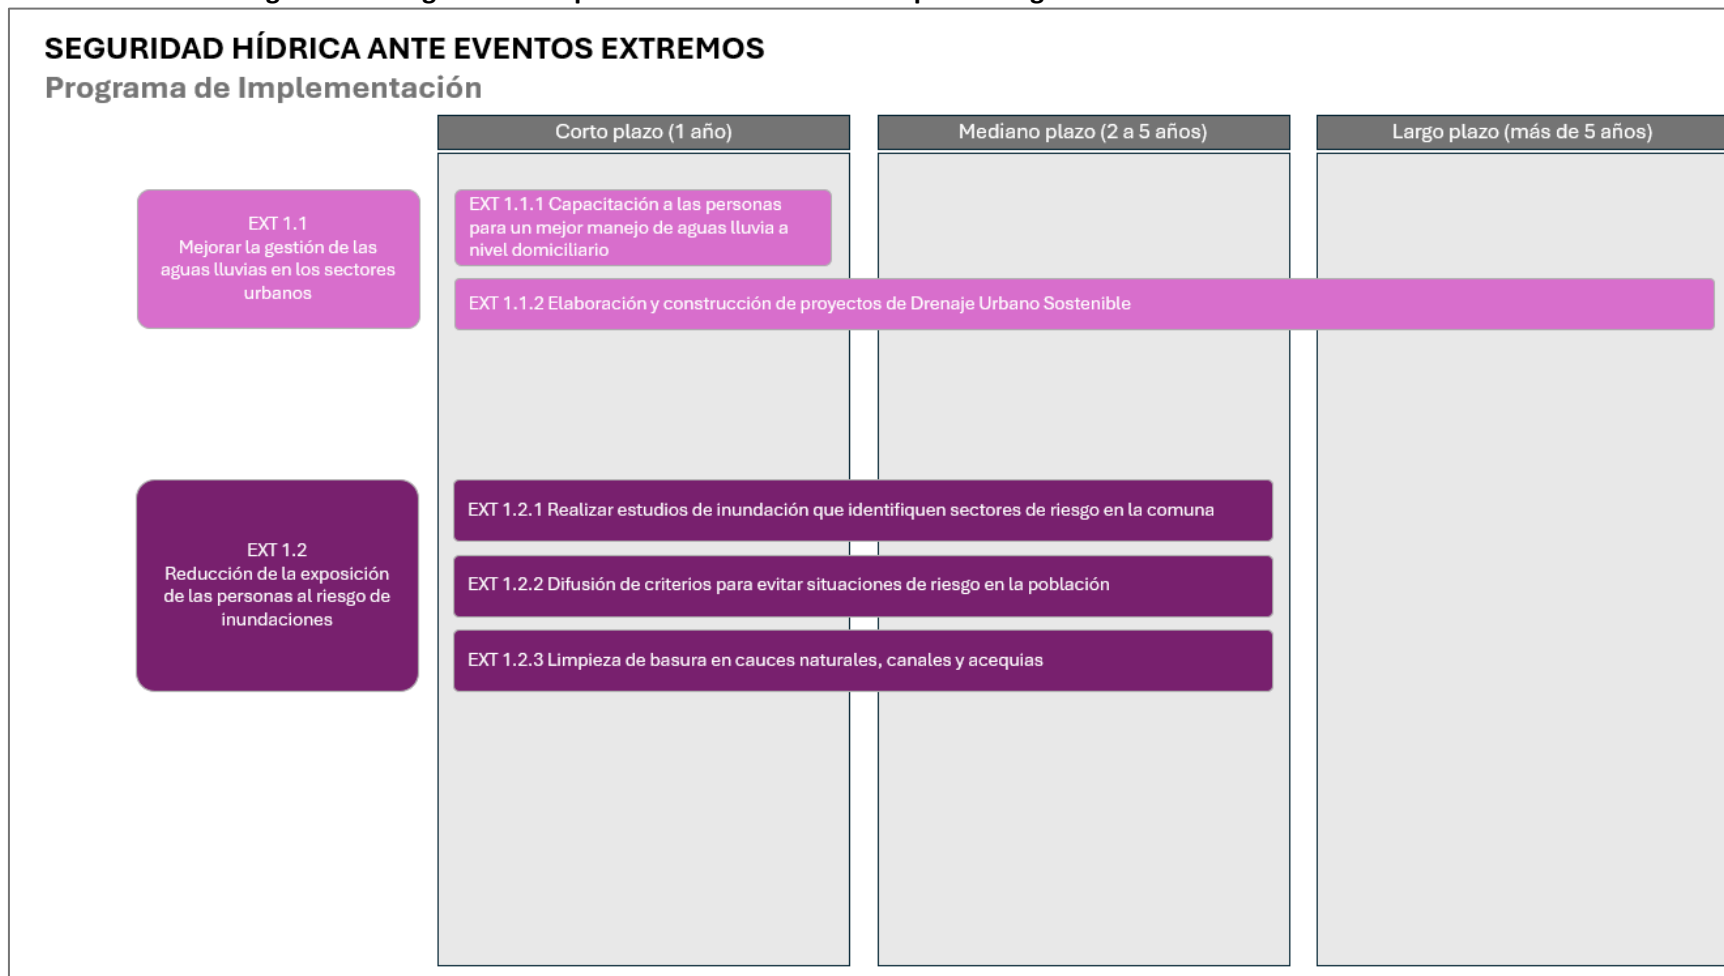 SEGURIDAD HÍDRICA ANTE EVENTOS EXTREMOS
Programa de Implementación
Corto plazo (1 año)
Mediano plazo (2 a 5 años)
Largo plazo (más de 5 años)
EXT 1.1
Mejorar la gestión de las
aguas lluvias en los sectores
urbanos
EXT 1.1.1 Capacitación a las personas
para un mejor manejo de aguas lluvia a
nivel domiciliario
EXT 1.1.2 Elaboración y construcción de proyectos de Drenaje Urbano Sostenible
EXT 1.2
Reducción de la exposición
de las personas al riesgo de
inundaciones
EXT 1.2.1 Realizar estudios de inundación que identifiquen sectores de riesgo en la comuna
EXT 1.2.2 Difusión de criterios para evitar situaciones de riesgo en la población
EXT 1.2.3 Limpieza de basura en cauces naturales, canales y acequias